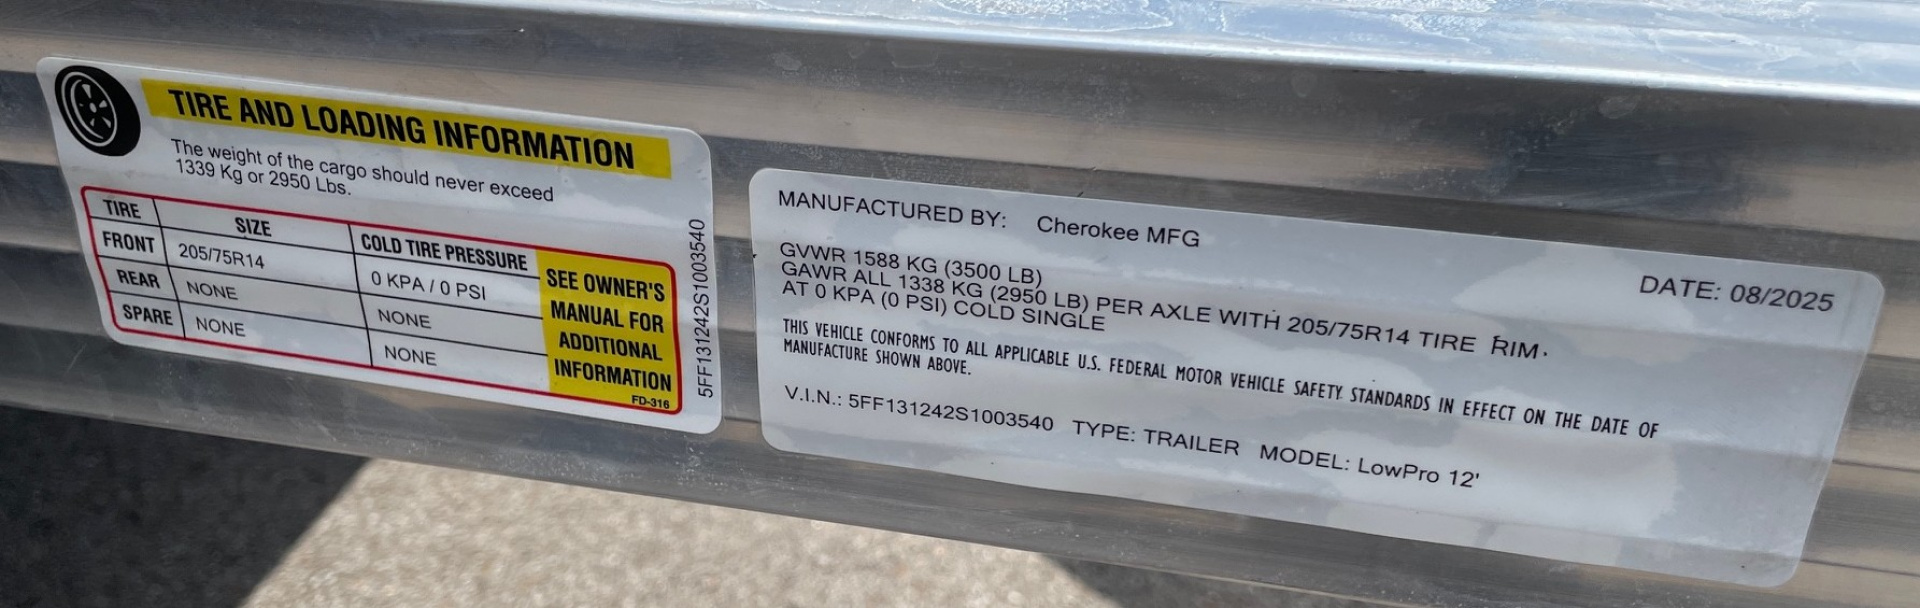 TIRE AND LOADING INFORMATION
The weight of the cargo should never exceed
1339 Kg or 2950 Lbs.
TIRE SIZE COLD TIRE PRESSURE
FRONT 205/75R14 0 KPA / 0 PSI
REAR NONE NONE
SPARE NONE NONE
SEE OWNER'S
MANUAL FOR
ADDITIONAL
INFORMATION
FD-316
5FF131242S1003540
MANUFACTURED BY: Cherokee MFG
DATE: 08/2025
GVWR 1588 KG (3500 LB)
GAWR ALL 1338 KG (2950 LB) PER AXLE WITH 205/75R14 TIRE RIM.
AT 0 KPA (0 PSI) COLD SINGLE
THIS VEHICLE CONFORMS TO ALL APPLICABLE U.S. FEDERAL MOTOR VEHICLE SAFETY STANDARDS IN EFFECT ON THE DATE OF
MANUFACTURE SHOWN ABOVE.
V.I.N.: 5FF131242S1003540 TYPE: TRAILER MODEL: LowPro 12'